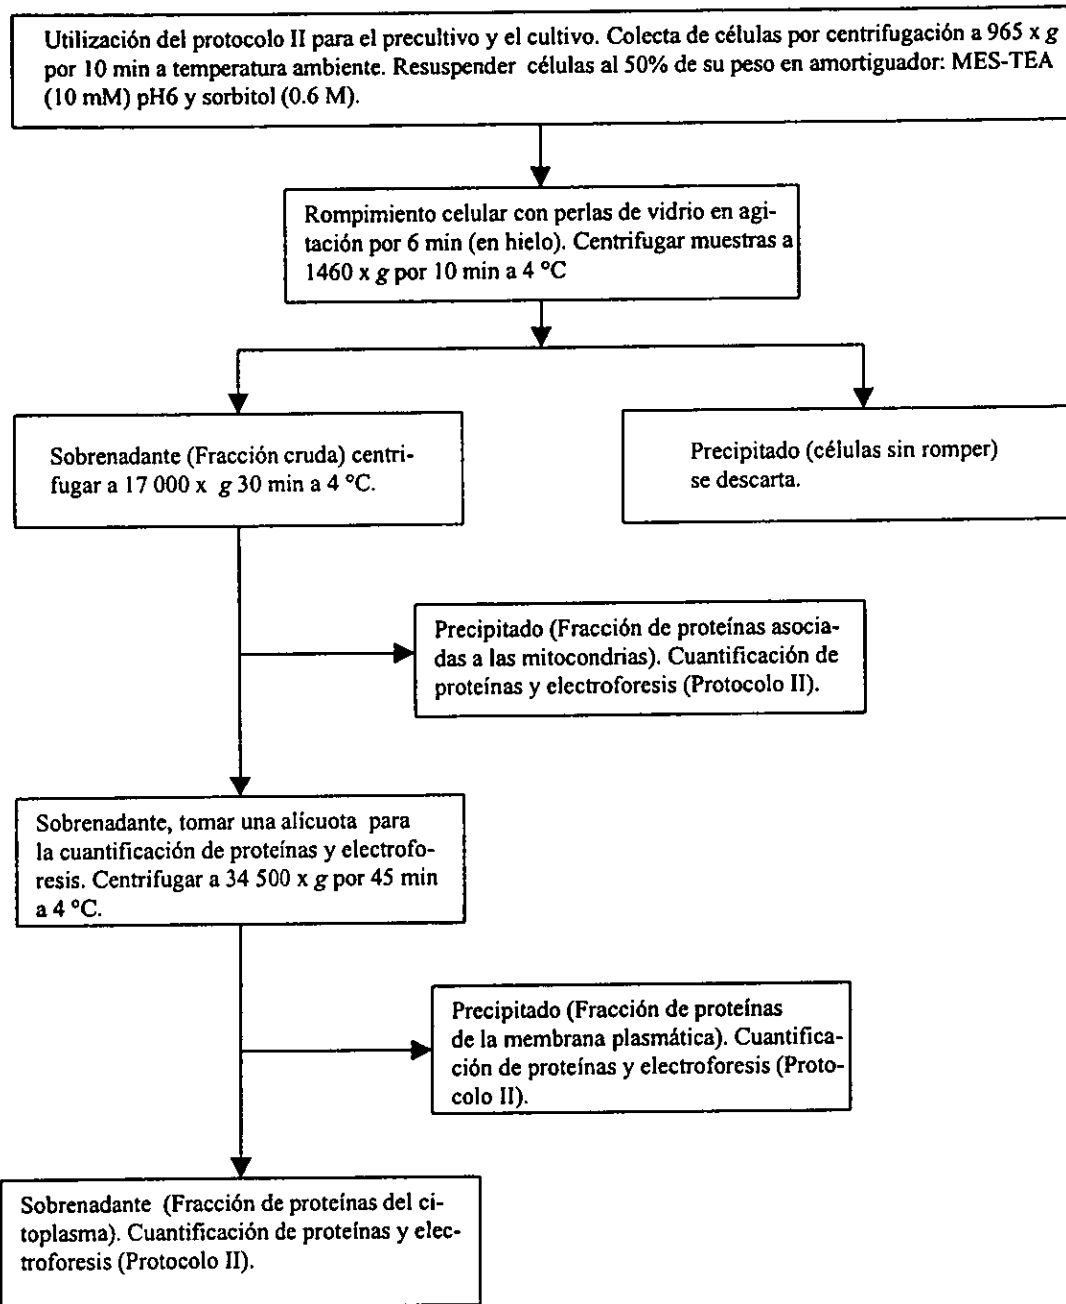 Utilización del protocolo II para el precultivo y el cultivo. Colecta de células por centrifugación a 965 x g
por 10 min a temperatura ambiente. Resuspender células al 50% de su peso en amortiguador: MES-TEA
(10 mM) pH6 y sorbitol (0.6 M).
Rompimiento celular con perlas de vidrio en agi-
tación por 6 min (en hielo). Centrifugar muestras a
1460 x g por 10 min a 4 °C
Sobrenadante (Fracción cruda) centri-
fugar a 17 000 x g 30 min a 4 °C.
Precipitado (células sin romper)
se descarta.
Precipitado (Fracción de proteínas asocia-
das a las mitocondrias). Cuantificación de
proteínas y electroforesis (Protocolo II).
Sobrenadante, tomar una alícuota para
la cuantificación de proteínas y electrofo-
resis. Centrifugar a 34 500 x g por 45 min
a 4 °C.
Precipitado (Fracción de proteínas
de la membrana plasmática). Cuantifica-
ción de proteínas y electroforesis (Proto-
colo II).
Sobrenadante (Fracción de proteínas del ci-
toplasma). Cuantificación de proteínas y elec-
troforesis (Protocolo II).